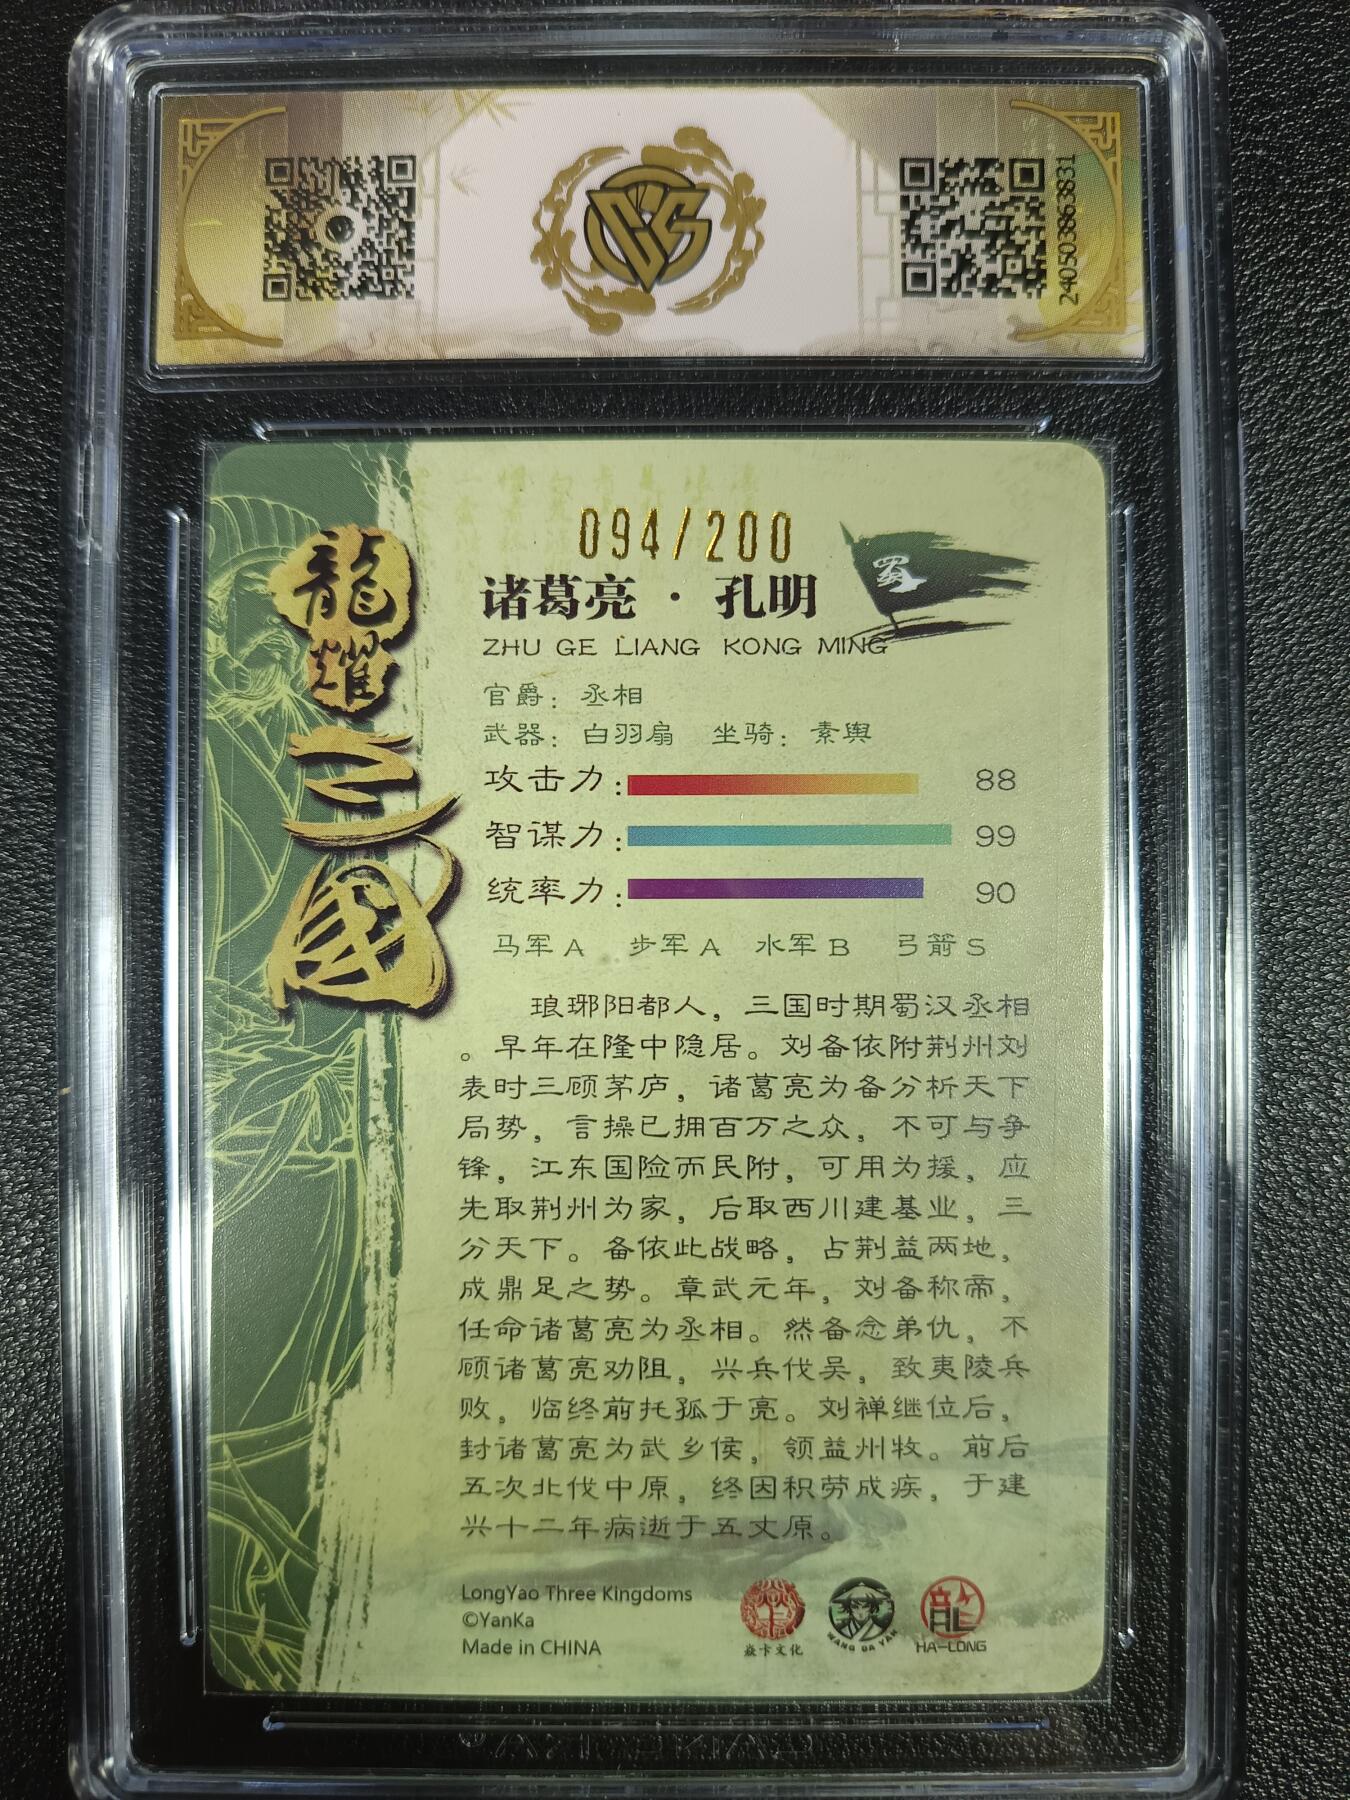 2405038638​31
094/200
诸葛亮·孔明
ZHU GE LIANG KONG MING
蜀
龍耀三國
官爵：丞相
武器：白羽扇 坐骑：素舆
攻击力: 88
智谋力: 99
统率力: 90
马军A 步军A 水军B 弓箭S
琅琊阳都人，三国时期蜀汉丞相
。早年在隆中隐居。刘备依附荆州刘
表时三顾茅庐，诸葛亮为备分析天下
局势，言操已拥百万之众，不可与争
锋，江东国险而民附，可用为援，应
先取荆州为家，后取西川建基业，三
分天下。备依此战略，占荆益两地，
成鼎足之势。章武元年，刘备称帝，
任命诸葛亮为丞相。然备念弟仇，不
顾诸葛亮劝阻，兴兵伐吴，致夷陵兵
败，临终前托孤于亮。刘禅继位后，
封诸葛亮为武乡侯，领益州牧。前后
五次北伐中原，终因积劳成疾，于建
兴十二年病逝于五丈原。
LongYao Three Kingdoms
©YanKa
Made in CHINA
焱卡文化
WANG DA YAN
HA-LONG